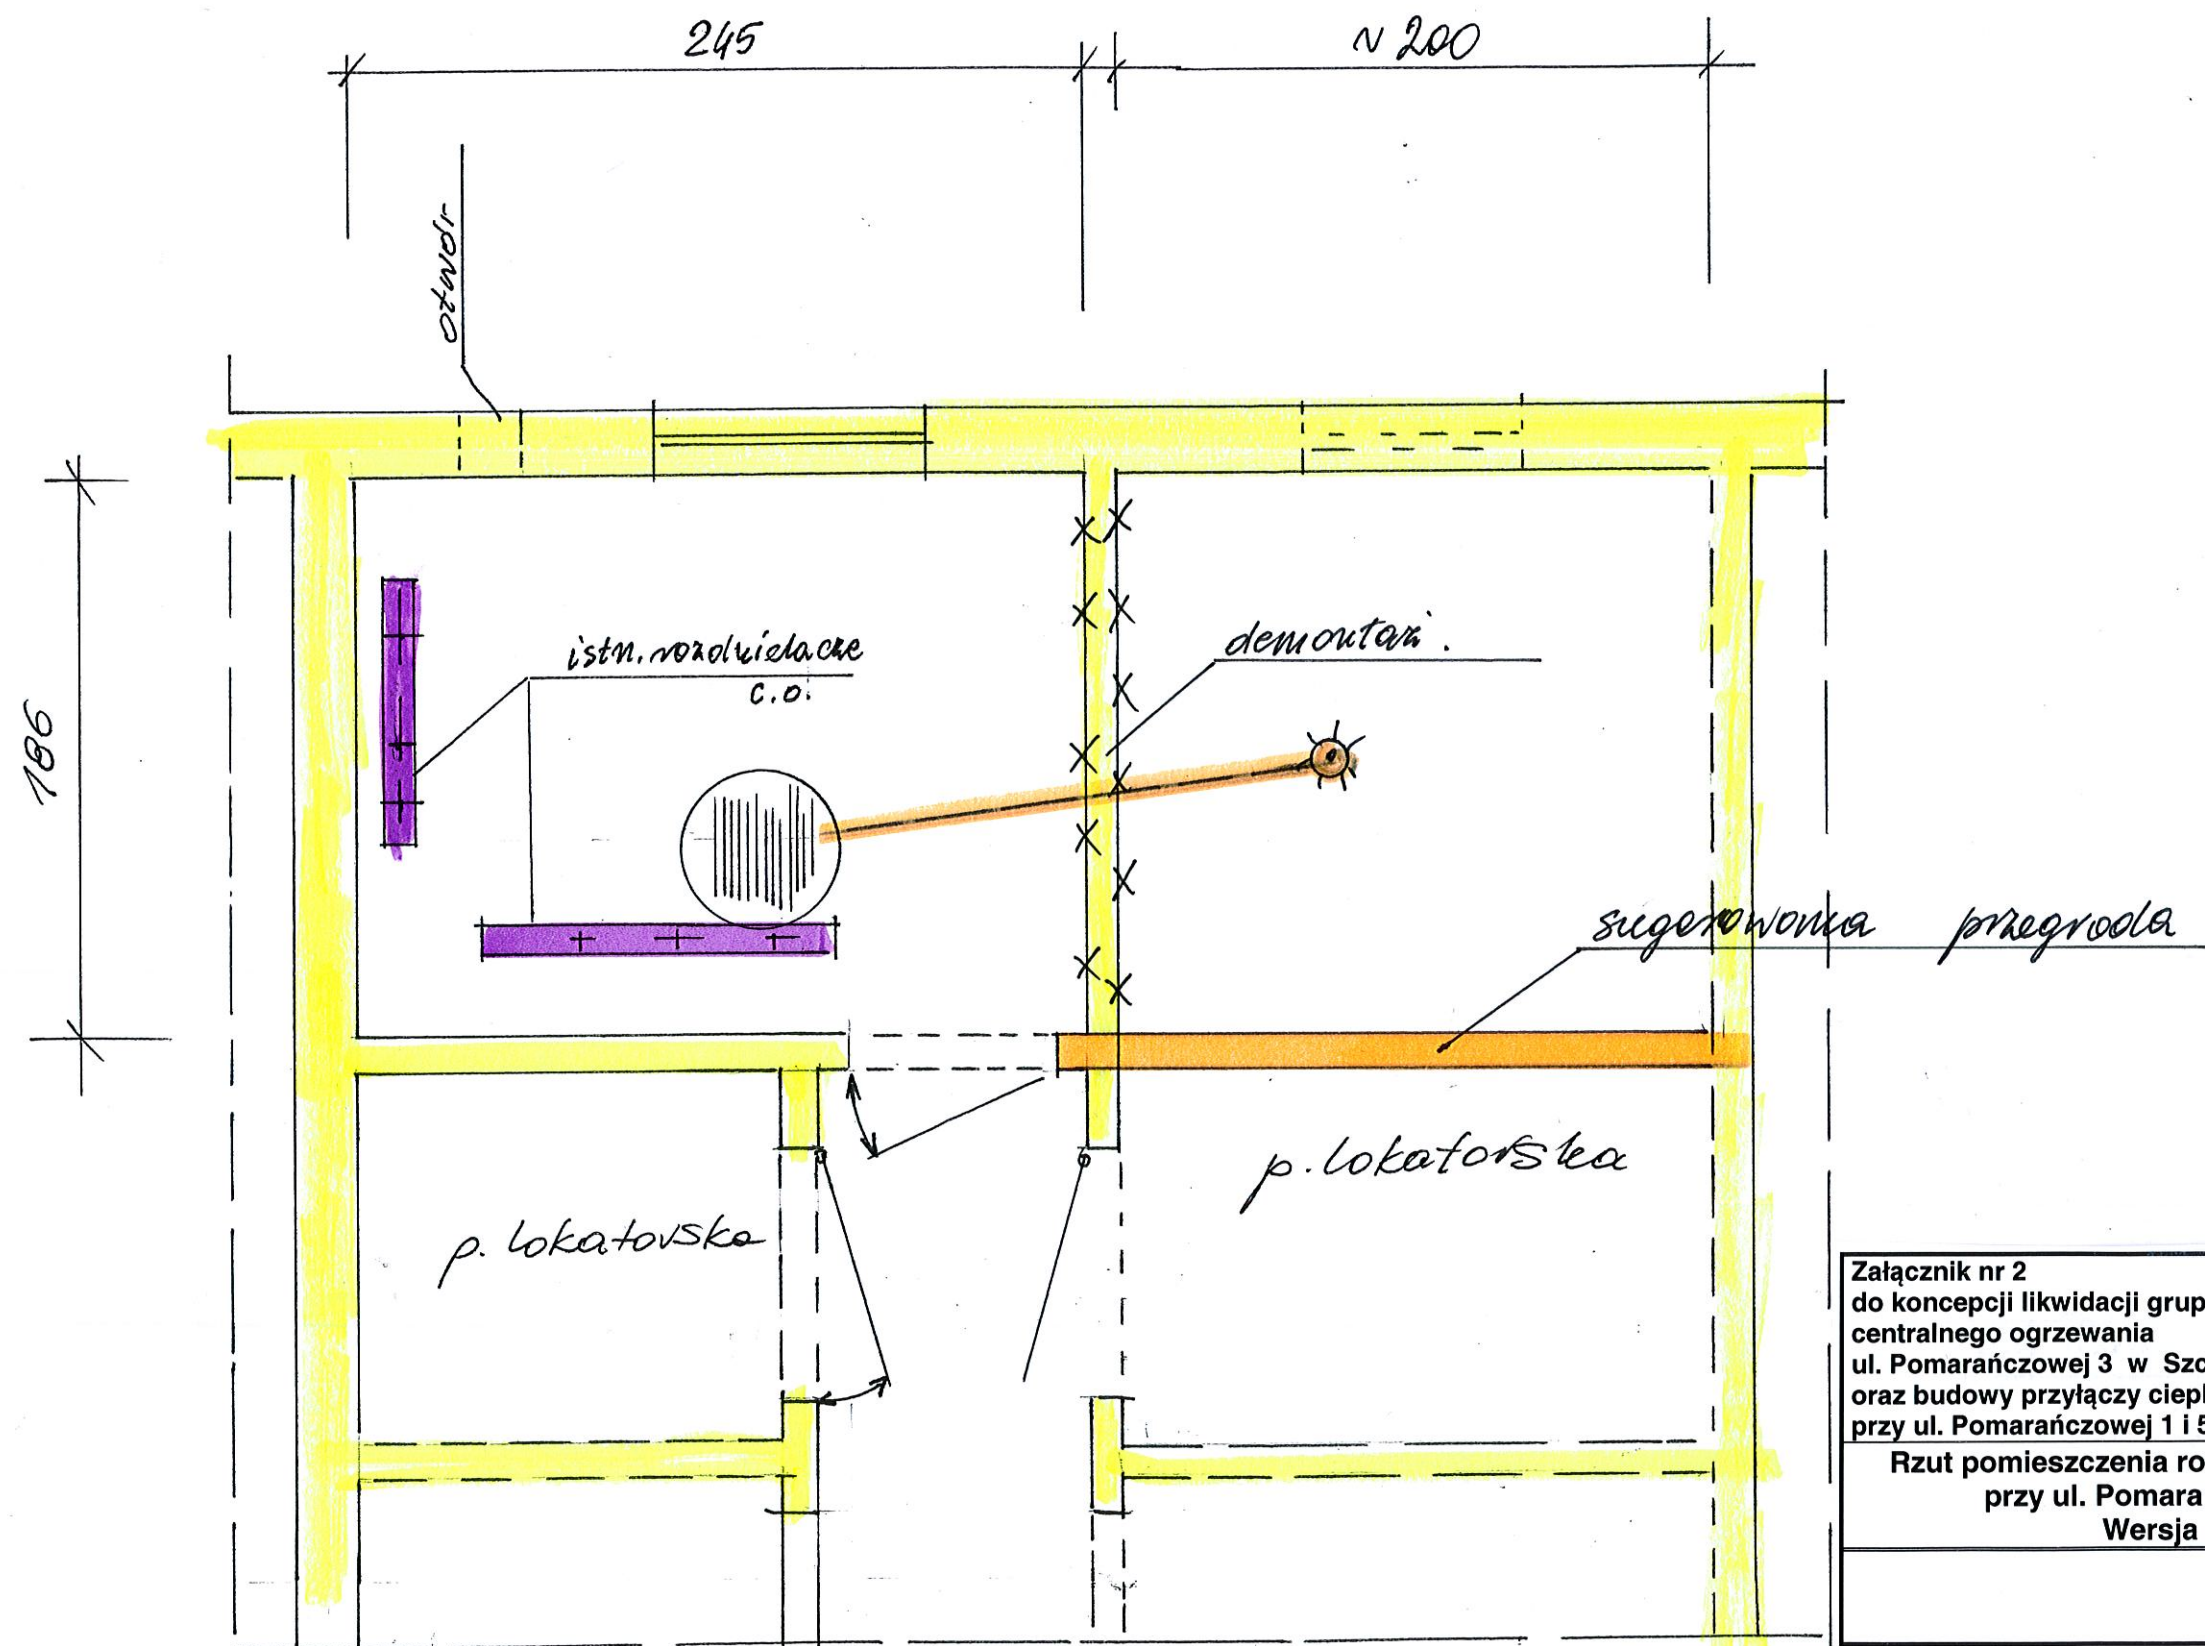 245
~ 200
otwór
186
istn. rozdzielacze
c.o.
demontaż.
sugerowana przegroda
p. lokatorska
p. lokatorska
Załącznik nr 2
do koncepcji likwidacji grup
centralnego ogrzewania
ul. Pomarańczowej 3 w Szc
oraz budowy przyłączy ciepl
przy ul. Pomarańczowej 1 i 5
Rzut pomieszczenia ro
przy ul. Pomara
Wersja